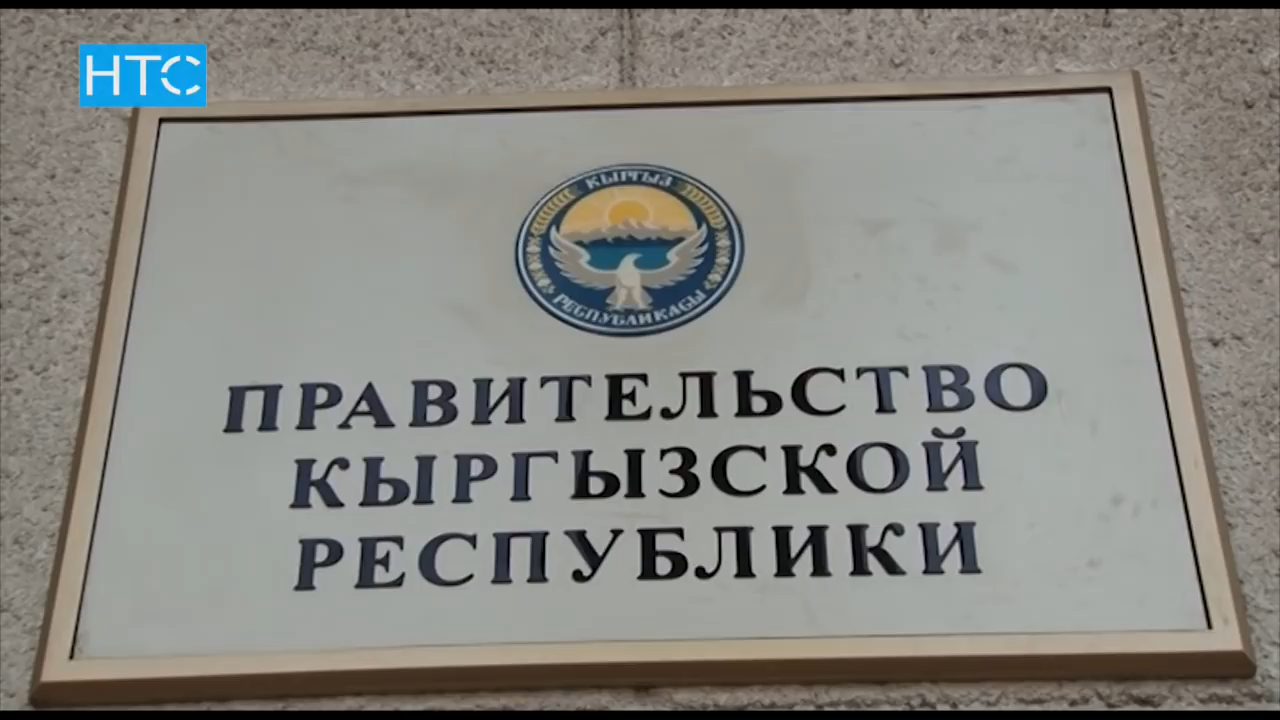 НТС
КЫРГЫЗ
РЕСПУБЛИКАСЫ
ПРАВИТЕЛЬСТВО
КЫРГЫЗСКОЙ
РЕСПУБЛИКИ